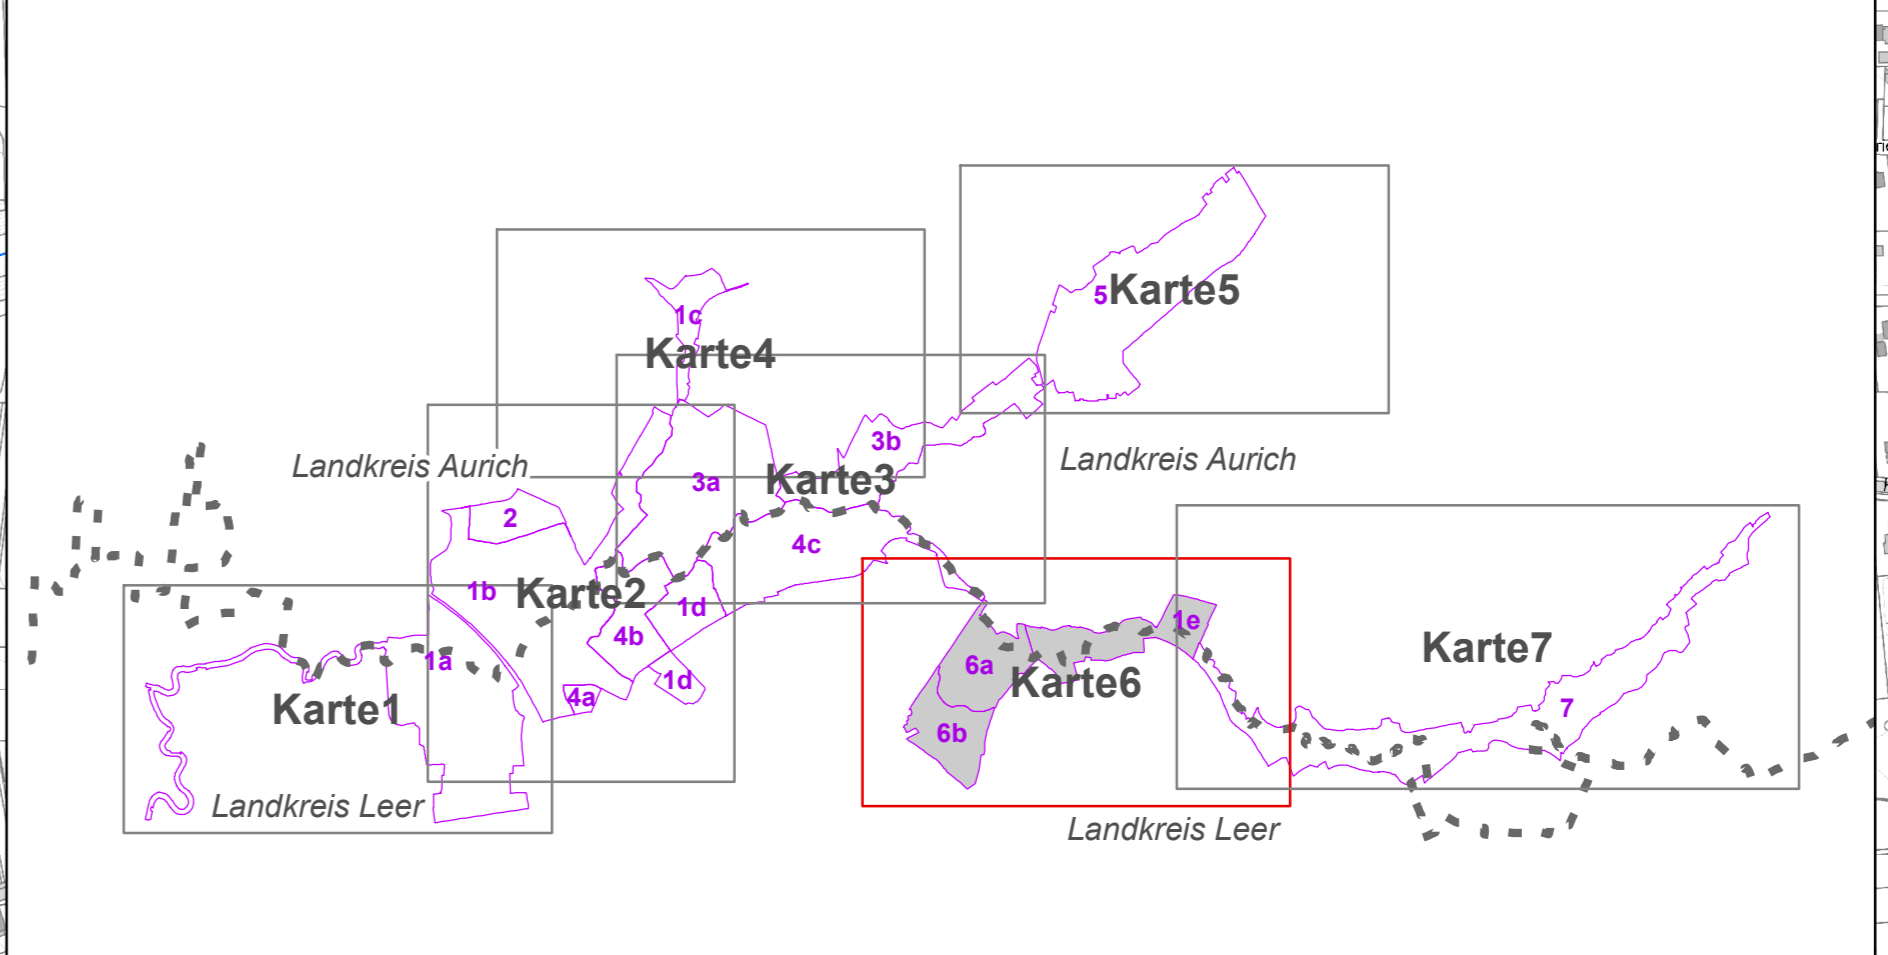 5
Karte5
1c
Karte4
3b
Landkreis Aurich
Landkreis Aurich
3a
Karte3
2
4c
1b
Karte2
1d
4b
1e
1a
6a
Karte6
Karte7
1d
4a
Karte1
7
6b
Landkreis Leer
Landkreis Leer